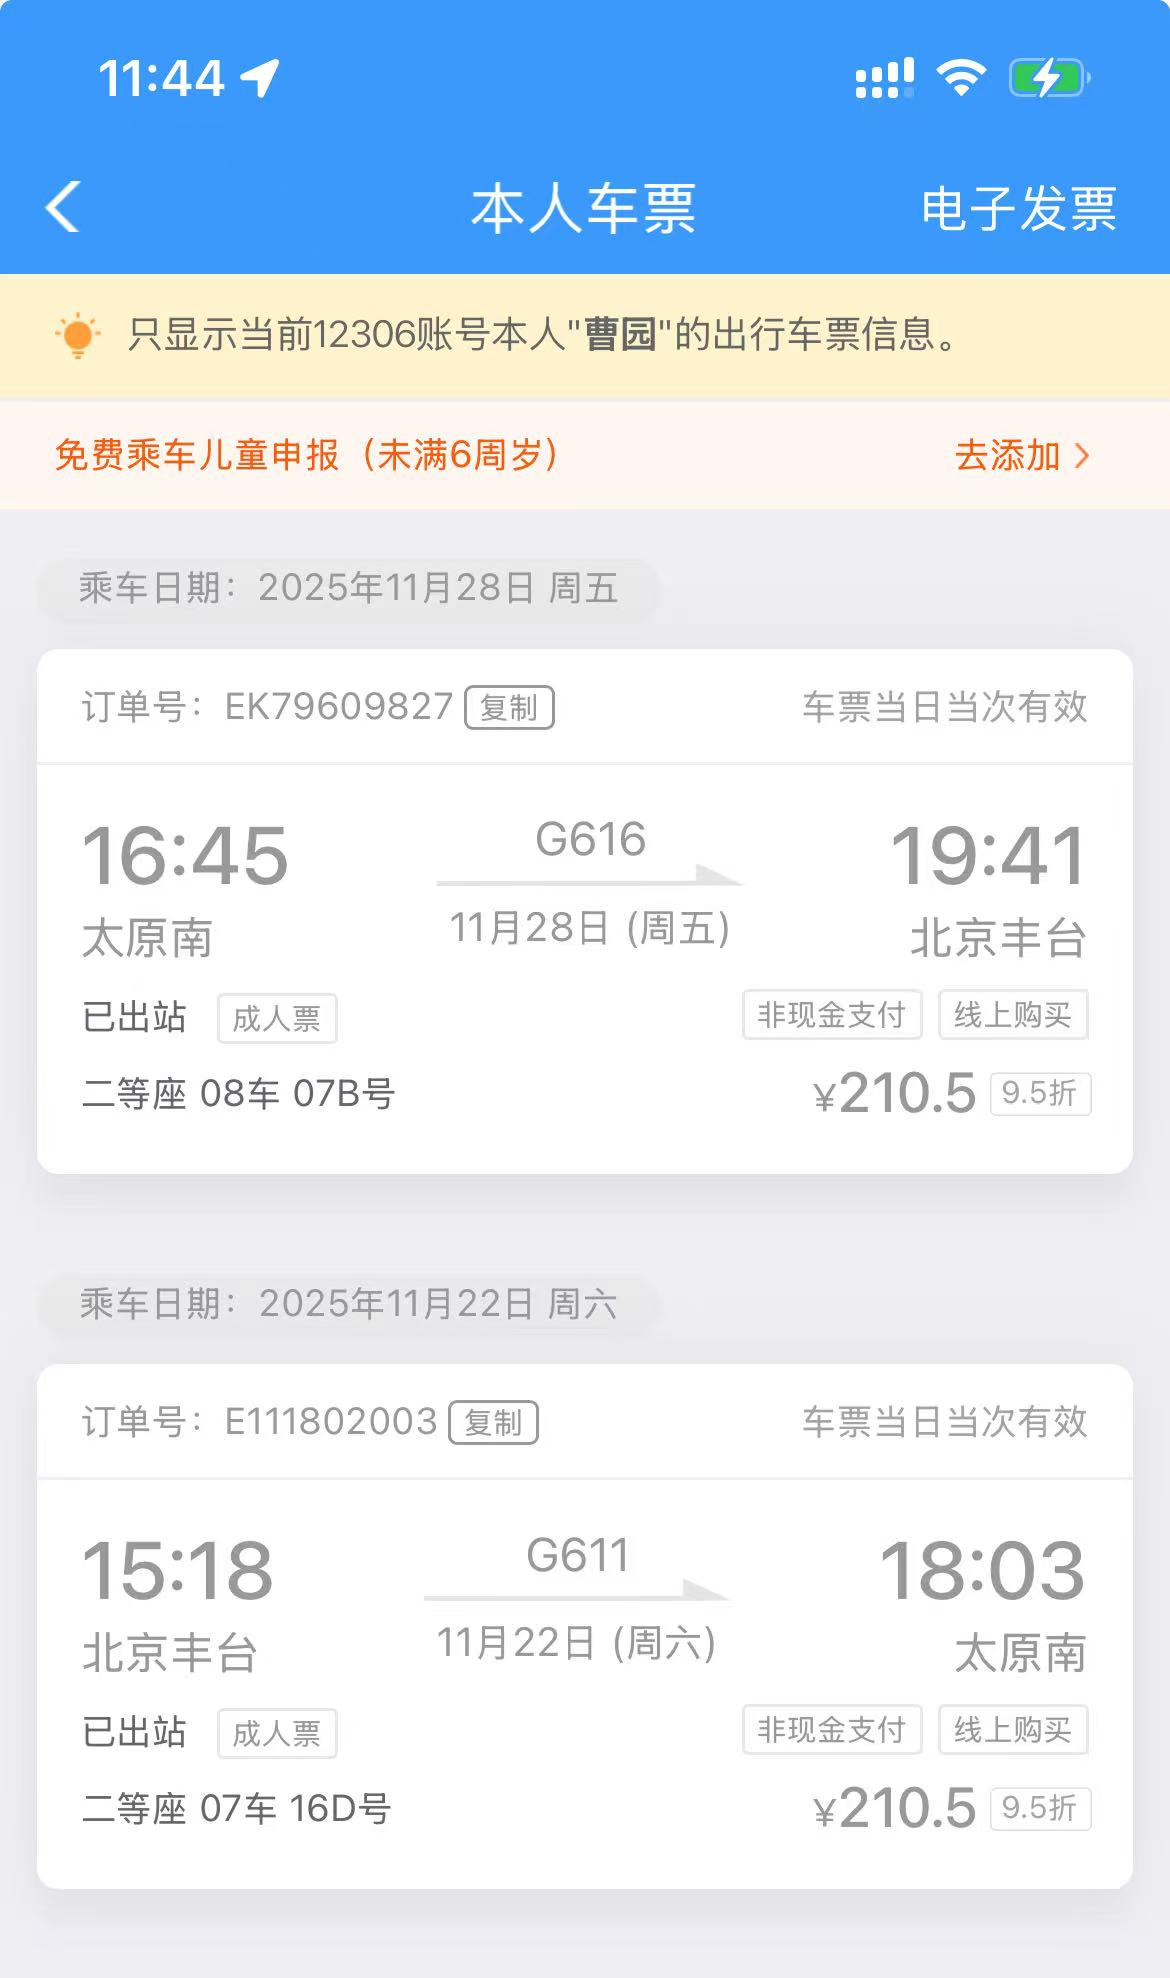 11:44
本人车票 电子发票
只显示当前12306账号本人"曹园"的出行车票信息。
免费乘车儿童申报（未满6周岁） 去添加
乘车日期：2025年11月28日 周五
订单号：EK79609827 复制 车票当日当次有效
16:45 G616 19:41
太原南 11月28日 (周五) 北京丰台
已出站 成人票 非现金支付 线上购买
二等座 08车 07B号 ¥210.5 9.5折
乘车日期：2025年11月22日 周六
订单号：E111802003 复制 车票当日当次有效
15:18 G611 18:03
北京丰台 11月22日 (周六) 太原南
已出站 成人票 非现金支付 线上购买
二等座 07车 16D号 ¥210.5 9.5折